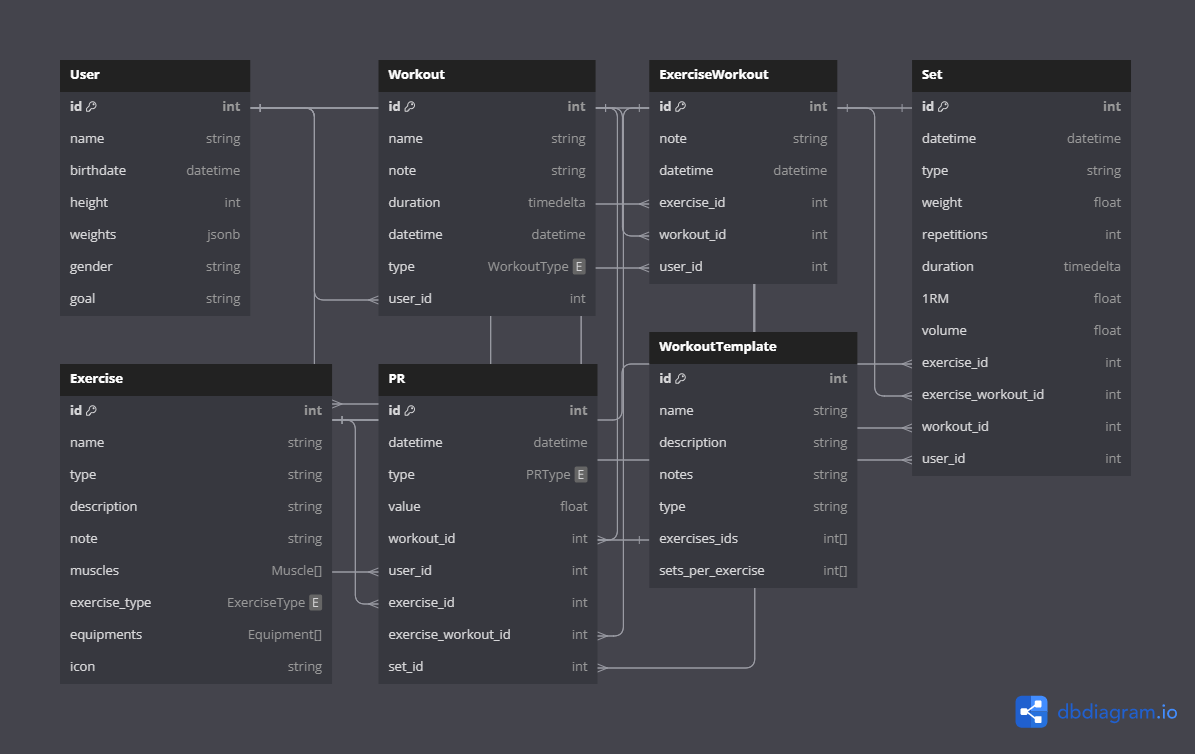 User
id int
name string
birthdate datetime
height int
weights jsonb
gender string
goal string
Workout
id int
name string
note string
duration timedelta
datetime datetime
type WorkoutType E
user_id int
ExerciseWorkout
id int
note string
datetime datetime
exercise_id int
workout_id int
user_id int
Set
id int
datetime datetime
type string
weight float
repetitions int
duration timedelta
1RM float
volume float
exercise_id int
exercise_workout_id int
workout_id int
user_id int
Exercise
id int
name string
type string
description string
note string
muscles Muscle[]
exercise_type ExerciseType E
equipments Equipment[]
icon string
PR
id int
datetime datetime
type PRType E
value float
workout_id int
user_id int
exercise_id int
exercise_workout_id int
set_id int
WorkoutTemplate
id int
name string
description string
notes string
type string
exercises_ids int[]
sets_per_exercise int[]
dbdiagram.io